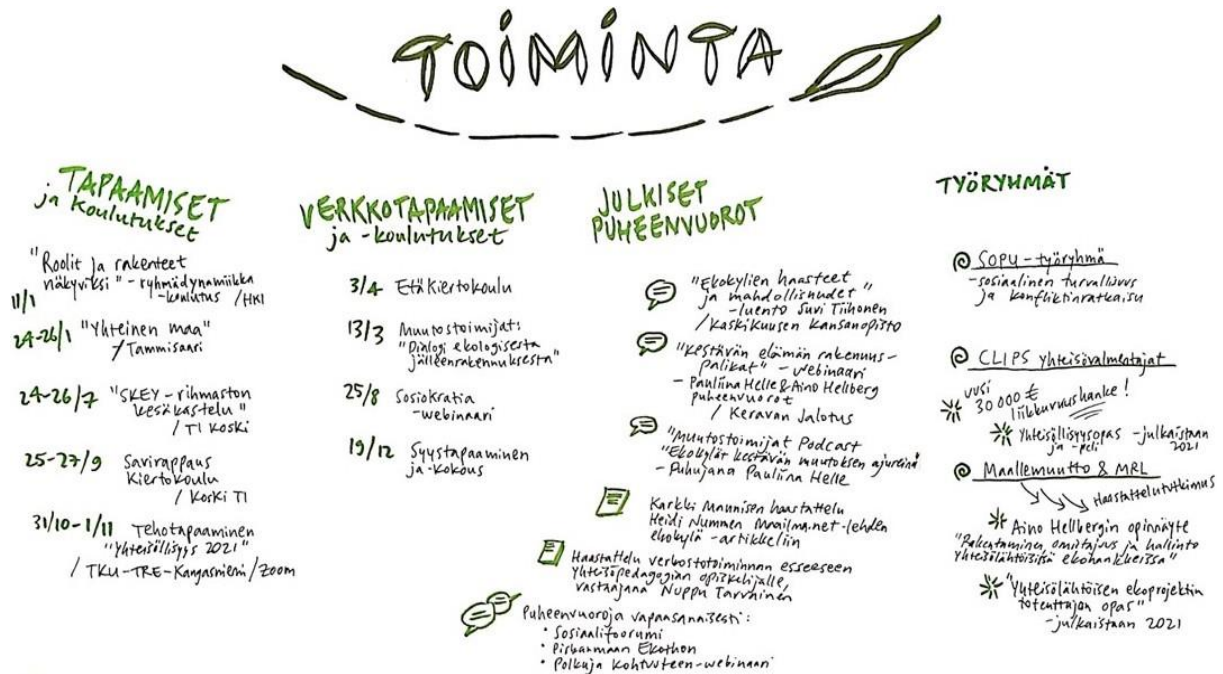 TOIMINTA
TAPAAMISET
ja koulutukset
"Roolit ja rakenteet
näkyviksi" - ryhmädynamiikka
-koulutus /HKI
11/1
24-26/1 "Yhteinen maa"
/Tammisaari
24-26/7 "SKEY - rihmaston
kesäkastelu"
/ Tl Koski
25-27/9 Savirappaus
Kiertokoulu
/ Koski Tl
31/10-1/11 Tehotapaaminen
"Yhteisöllisyys 2021"
/ TKU-TRE-Kangasniemi/Zoom
VERKKOTAPAAMISET
ja -koulutukset
3/4 Etäkiertokoulu
13/3 Muutostoimijat:
"Dialogi ekologisesta
jälleenrakennuksesta"
25/8 Sosiokratia
-webinaari
19/12 Syystapaaminen
ja-kokous
JULKISET
PUHEENVUOROT
"Ekokylien haasteet
ja mahdollisuudet"
-luento Suvi Tiihonen
/Kaskikuusen Kansanopisto
"Kestävän elämän rakennus-
palikat" - webinaari
- Pauliina Helle & Aino Hellberg
puheenvuorot
/ Keravan Jalotus
"Muutostoimijat Podcast
"Ekokylät kestävän muutoksen ajureina"
- Puhujana Pauliina Helle
Karkki Mannisen haastattelu
Heidi Nummen maailma.net-lehden
ekokylä-artikkeliin
Haastattelu verkostotoiminnan esseeseen
yhteisöpedagogian opiskelijalle,
vastaajana Nuppu Tarvainen
Puheenvuoroja vapaasanaisesti:
• Sosiaalifoorumi
• Pirkanmaan Ekothon
• Polkuja kohtuuteen-webinaari
TYÖRYHMÄT
SOPU - työryhmä
-sosiaalinen turvallisuus
ja konfliktinratkaisu
CLIPS yhteisövalmentajat
uusi
30 000 €
liikkuvuushanke!
Yhteisöllisyysopas -julkaistaan
ja -peli 2021
Maallemuutto & MRL
Haastattelututkimus
Aino Hellbergin opinnäyte
"Rakentaminen, omistajuus ja hallinto
yhteisölähtöisissä ekohankkeissa"
"Yhteisölähtöisen ekoprojektin
toteuttajan opas"
-julkaistaan 2021